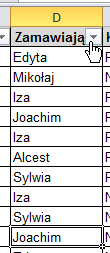 D
Zamawiają
Edyta
Mikołaj
Iza
Joachim
Iza
Alcest
Sylwia
Iza
Sylwia
Joachim